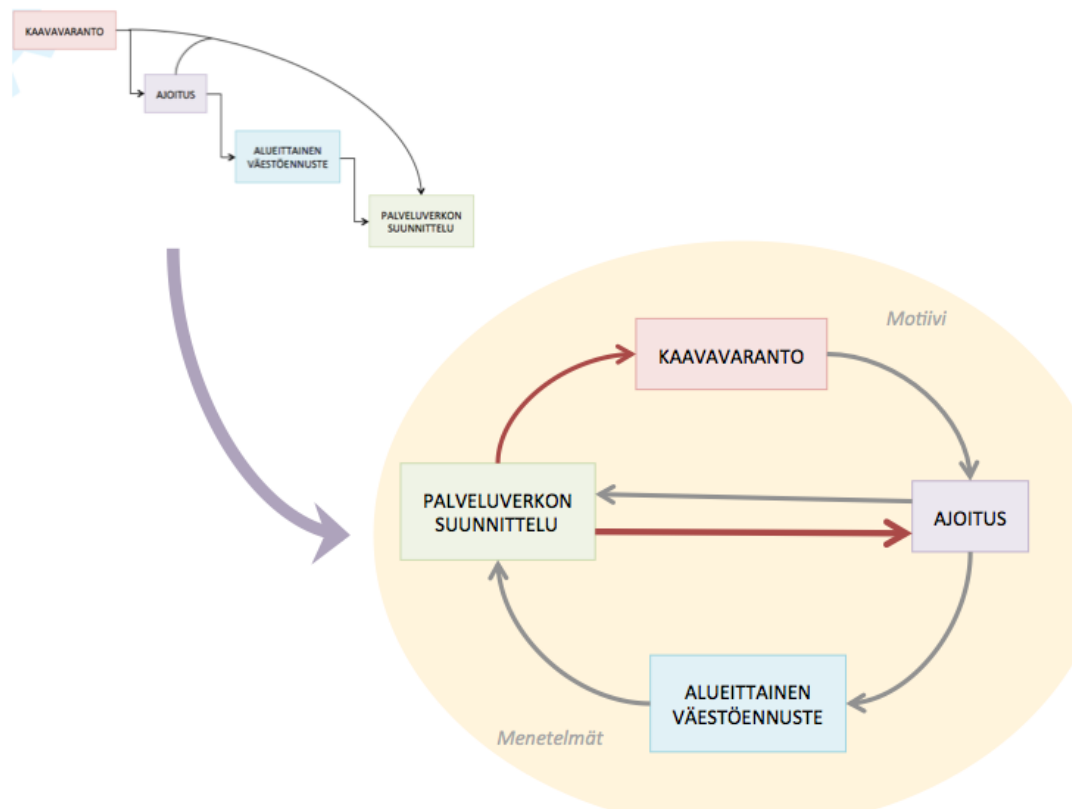 KAAVAVARANTO
AJOITUS
ALUEITTAINEN
VÄESTÖENNUSTE
PALVELUVERKON
SUUNNITTELU
Motiivi
KAAVAVARANTO
PALVELUVERKON
SUUNNITTELU
AJOITUS
ALUEITTAINEN
VÄESTÖENNUSTE
Menetelmät